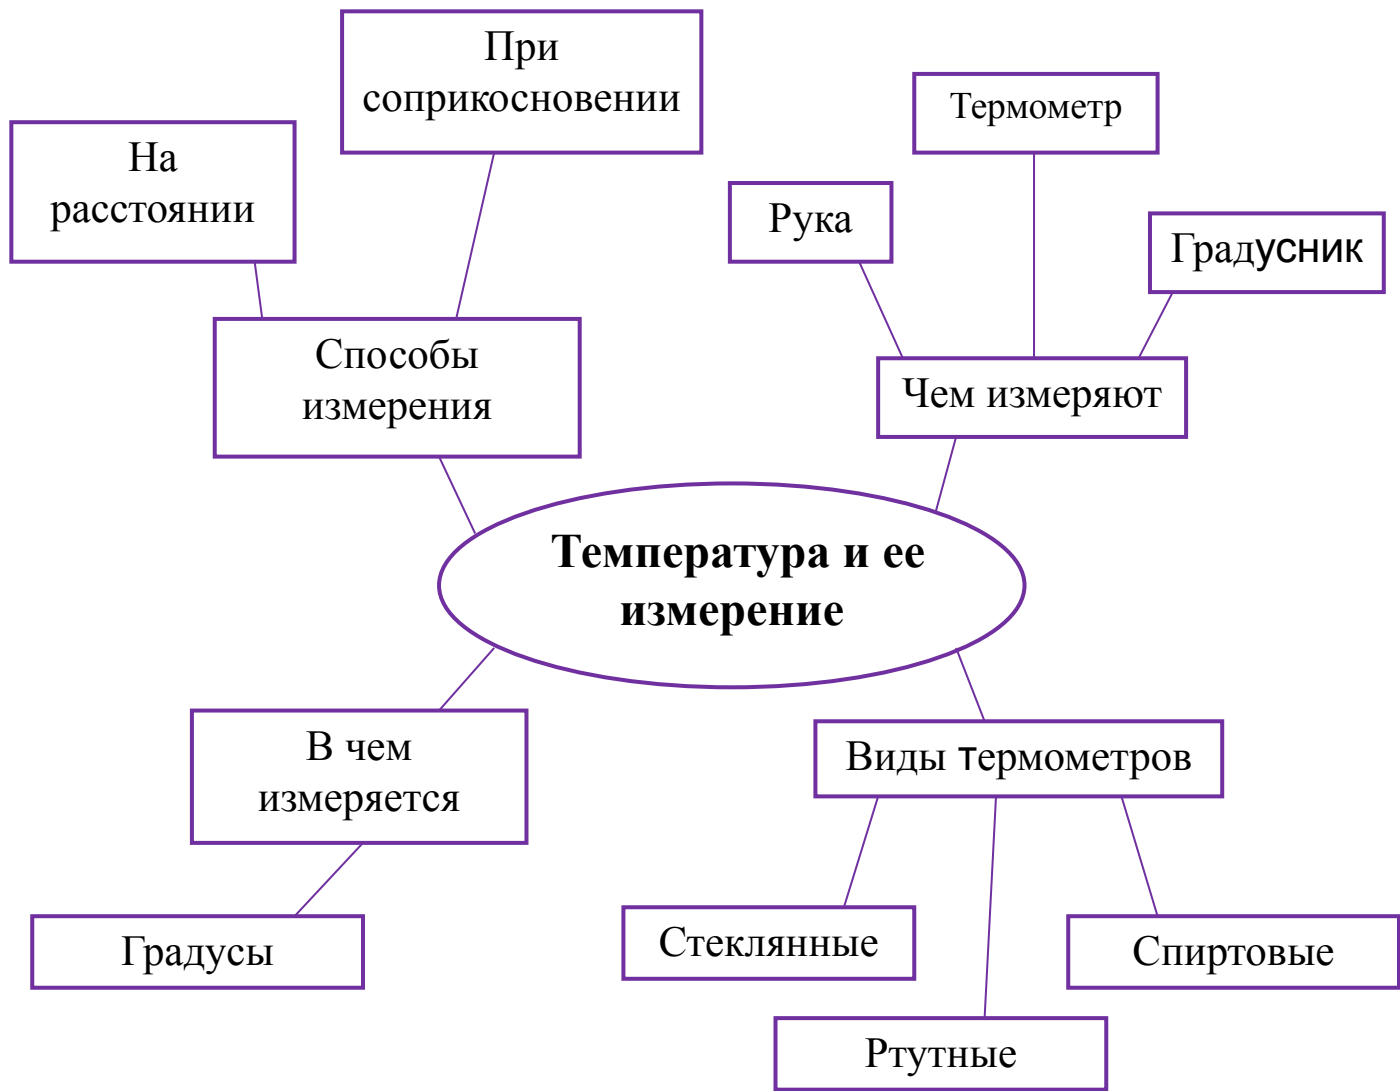 При
соприкосновении
Термометр
На
расстоянии
Рука
Градусник
Способы
измерения
Чем измеряют
Температура и ее
измерение
В чем
измеряется
Виды термометров
Градусы
Стеклянные
Спиртовые
Ртутные